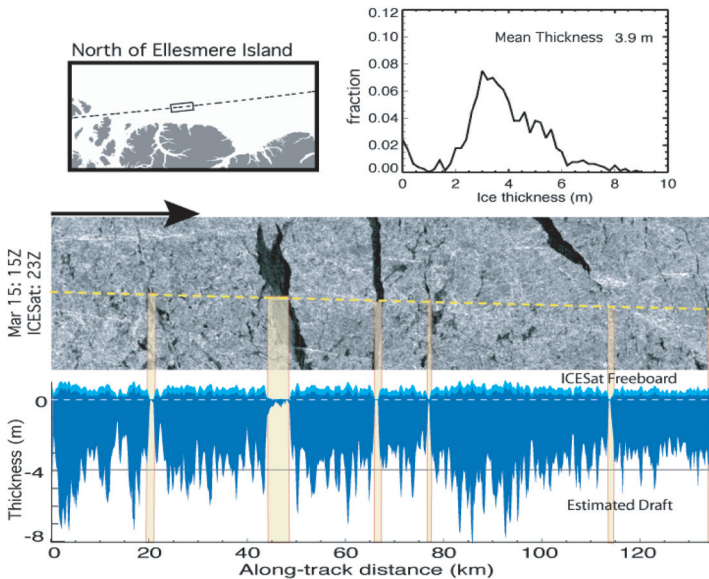 North of Ellesmere Island
0.12
0.10
0.08
0.06
0.04
0.02
0.00
fraction
Mean Thickness 3.9 m
0 2 4 6 8 10
Ice thickness (m)
Mar 15: 15Z
ICESat: 23Z
ICESat Freeboard
0
-4
-8
Thickness (m)
Estimated Draft
0 20 40 60 80 100 120
Along-track distance (km)